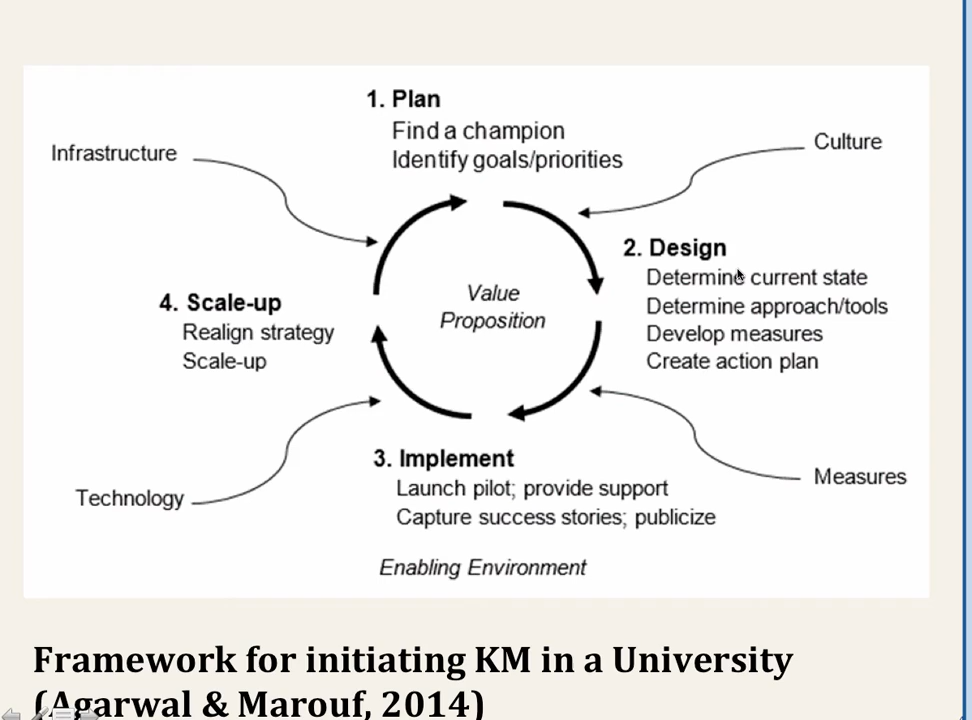 1. Plan
Find a champion
Identify goals/priorities
Infrastructure
Culture
2. Design
Determine current state
Determine approach/tools
Develop measures
Create action plan
Value
Proposition
4. Scale-up
Realign strategy
Scale-up
3. Implement
Launch pilot; provide support
Capture success stories; publicize
Technology
Measures
Enabling Environment
Framework for initiating KM in a University
(Agarwal & Marouf, 2014)